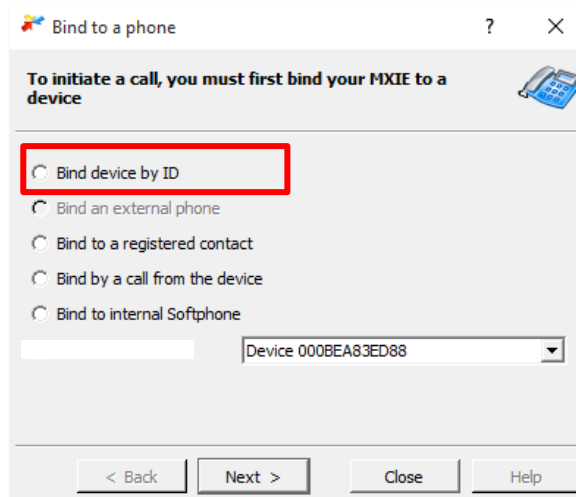 Bind to a phone
?
To initiate a call, you must first bind your MXIE to a
device
Bind device by ID
Bind an external phone
Bind to a registered contact
Bind by a call from the device
Bind to internal Softphone
Device 000BEA83ED88
< Back
Next >
Close
Help